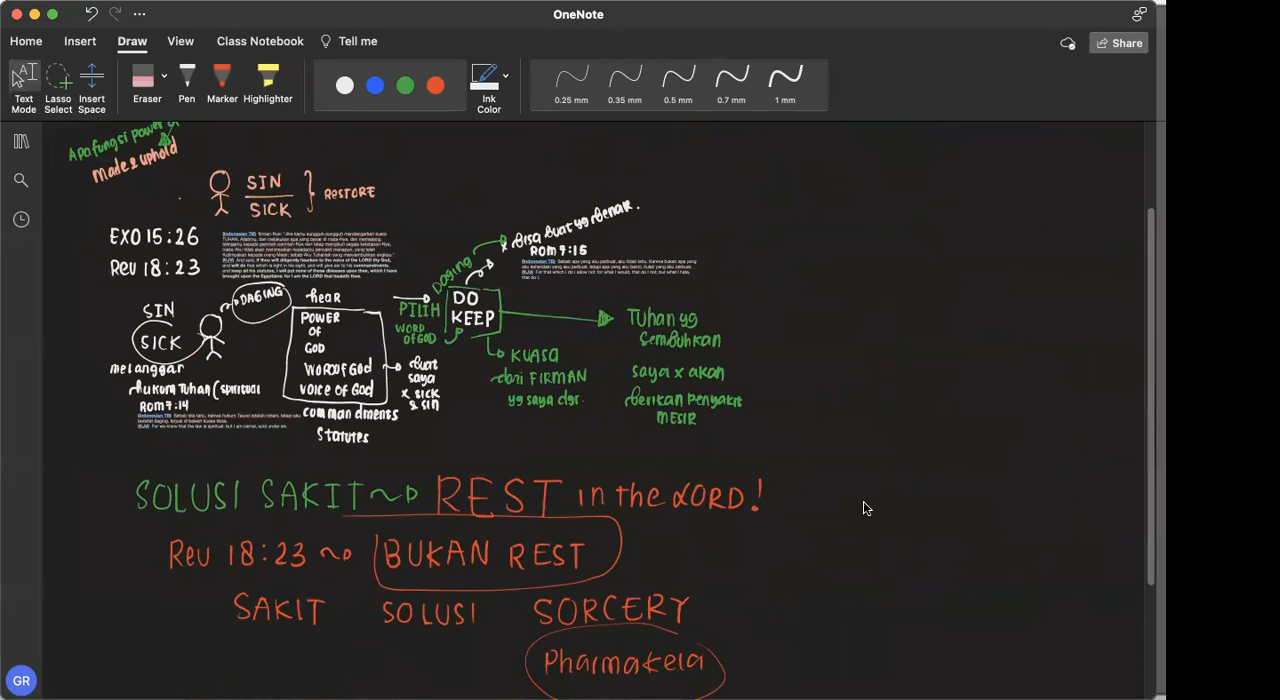 OneNote
Home Insert Draw View Class Notebook Tell me
Share
Text Mode
Lasso Select
Insert Space
Eraser
Pen
Marker
Highlighter
Ink Color
0.25 mm
0.35 mm
0.5 mm
0.7 mm
1 mm
Apa fungsi power
made & uphold
SIN
SICK
RESTORE
EXO 15:26
Rev 18:23
SIN
SICK
DAGING
melanggar
hukum Tuhan (spiritual
ROM 7:14
hear
POWER
OF
GOD
WORD OF GOD
VOICE OF GOD
commandments
Statutes
buat
saya
x sick
& sin
PILIH
WORD
OF GOD
Daging
DO
KEEP
x Bisa buat yg benar.
ROM 7:15
KUASA
dari FIRMAN
yg saya dgr.
Tuhan yg
Sembuhkan
saya x akan
berikan penyakit
MESIR
SOLUSI SAKIT REST in the LORD!
Rev 18:23 BUKAN REST
SAKIT SOLUSI SORCERY
Pharmakeia
GR